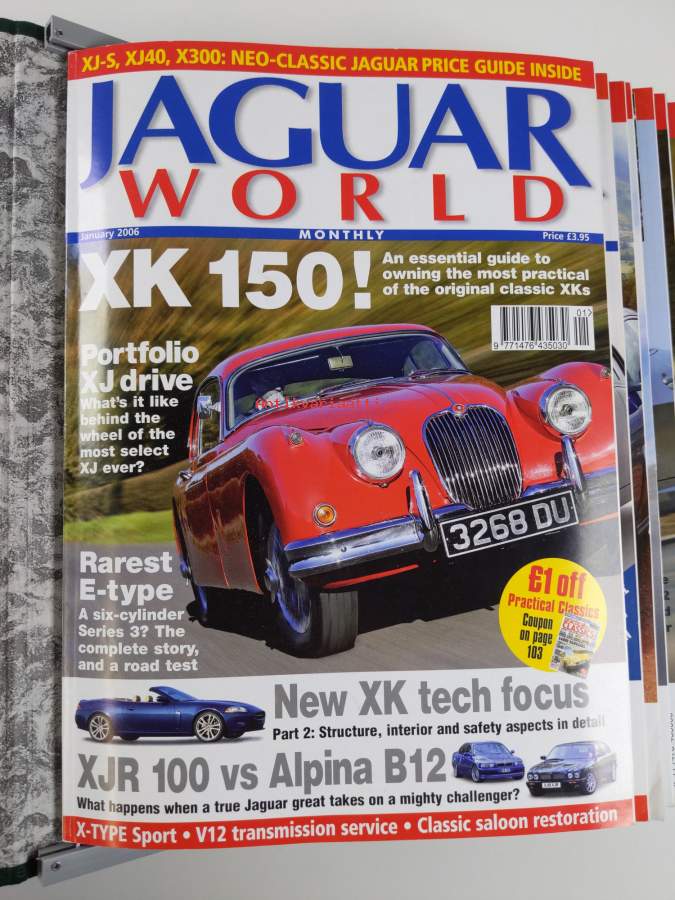 XJ-S, XJ40, X300: NEO-CLASSIC JAGUAR PRICE GUIDE INSIDE
JAGUAR
WORLD
January 2006
MONTHLY
Price £3.95
XK 150!
An essential guide to
owning the most practical
of the original classic XKs
01
9 771476 435030
Portfolio
XJ drive
What's it like
behind the
wheel of the
most select
XJ ever?
3268 DU
Rarest
E-type
A six-cylinder
Series 3? The
complete story,
and a road test
£1 off
Practical Classics
Coupon
on page
103
New XK tech focus
Part 2: Structure, interior and safety aspects in detail
XJR 100 vs Alpina B12
What happens when a true Jaguar great takes on a mighty challenger?
X-TYPE Sport • V12 transmission service • Classic saloon restoration